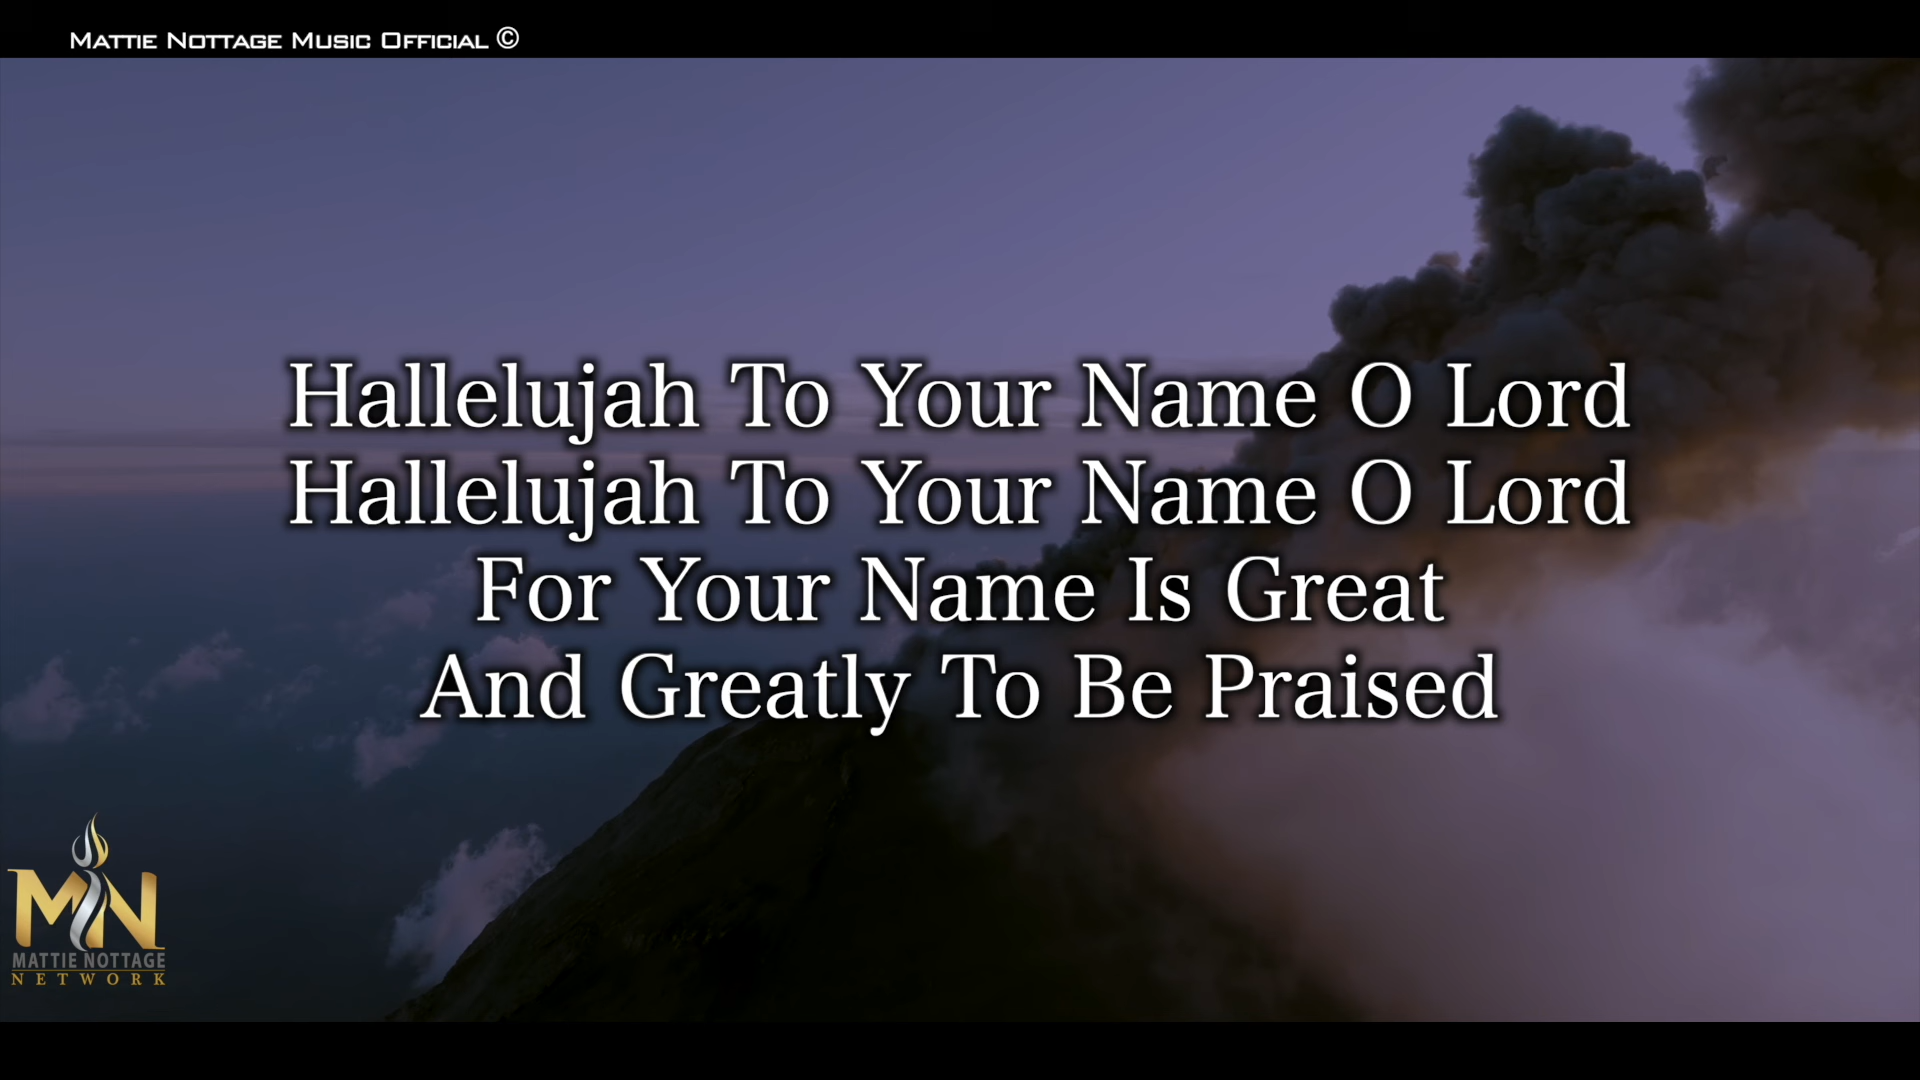 Mattie Nottage Music Official ©
Hallelujah To Your Name O Lord
Hallelujah To Your Name O Lord
For Your Name Is Great
And Greatly To Be Praised
MN
MATTIE NOTTAGE
NETWORK